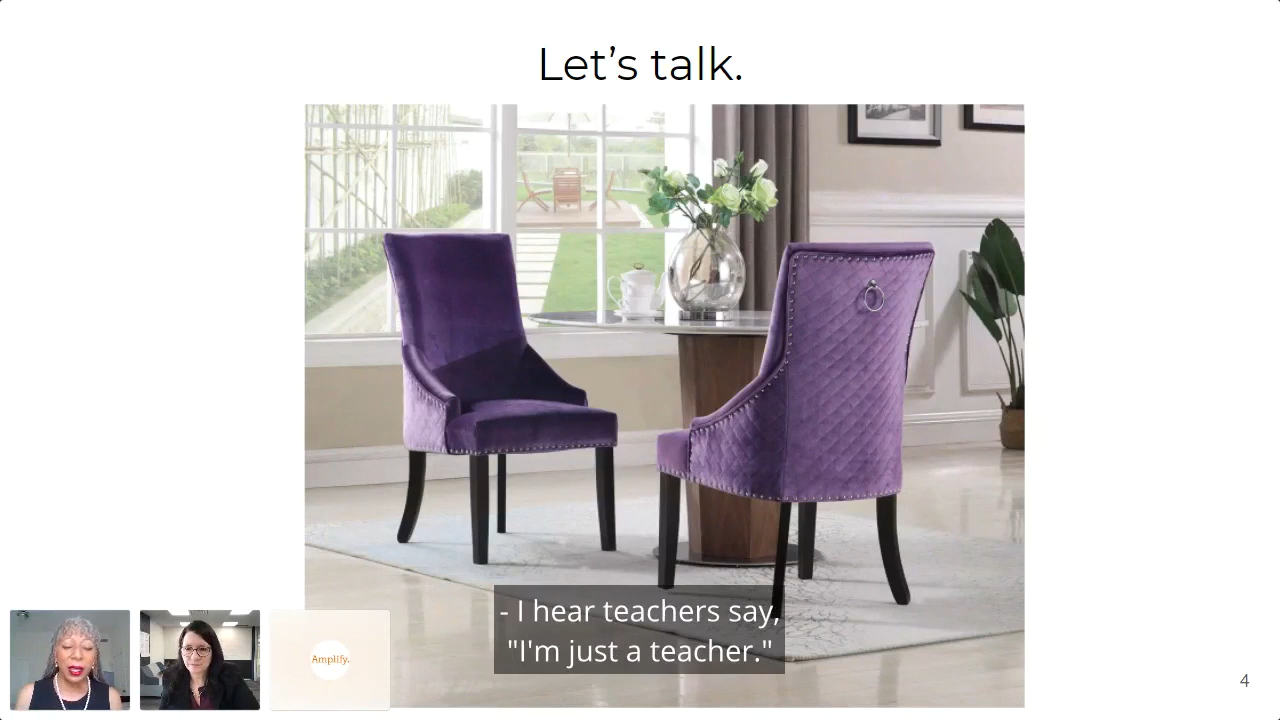 Let's talk.
- I hear teachers say,
"I'm just a teacher."
Amplify.
4